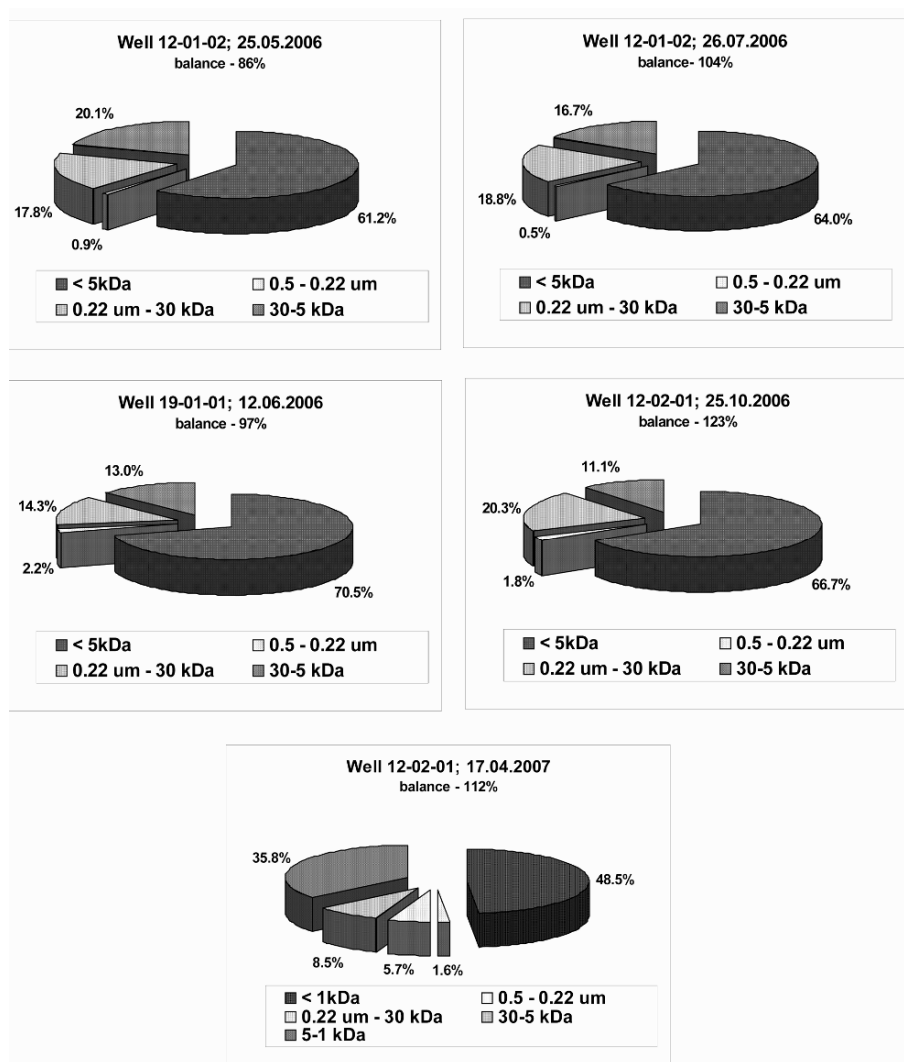 Well 12-01-02; 25.05.2006
balance - 86%
20.1%
17.8%
0.9%
61.2%
< 5kDa 0.5 - 0.22 um
0.22 um - 30 kDa 30-5 kDa
Well 12-01-02; 26.07.2006
balance- 104%
16.7%
18.8%
0.5%
64.0%
< 5kDa 0.5 - 0.22 um
0.22 um - 30 kDa 30-5 kDa
Well 19-01-01; 12.06.2006
balance - 97%
13.0%
14.3%
2.2%
70.5%
< 5kDa 0.5 - 0.22 um
0.22 um - 30 kDa 30-5 kDa
Well 12-02-01; 25.10.2006
balance - 123%
11.1%
20.3%
1.8%
66.7%
< 5kDa 0.5 - 0.22 um
0.22 um - 30 kDa 30-5 kDa
Well 12-02-01; 17.04.2007
balance - 112%
35.8%
48.5%
8.5% 5.7% 1.6%
< 1kDa 0.5 - 0.22 um
0.22 um - 30 kDa 30-5 kDa
5-1 kDa